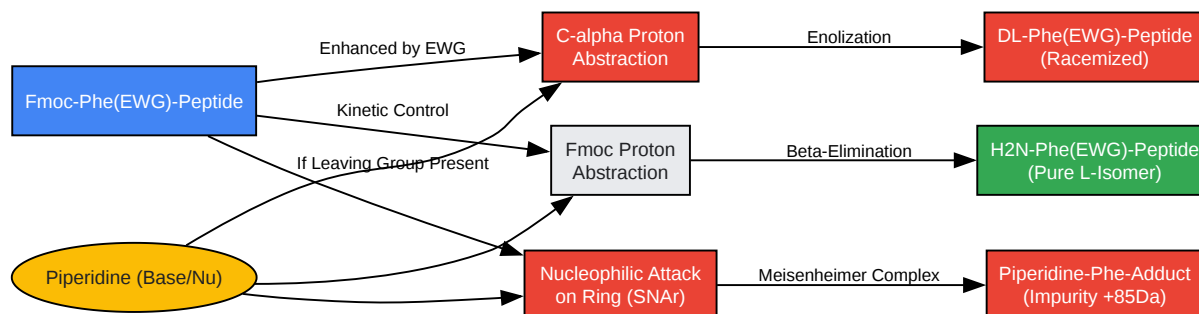 Fmoc-Phe(EWG)-Peptide
Piperidine (Base/Nu)
Enhanced by EWG
Kinetic Control
If Leaving Group Present
C-alpha Proton
Abstraction
Fmoc Proton
Abstraction
Nucleophilic Attack
on Ring (SNAr)
Enolization
Beta-Elimination
Meisenheimer Complex
DL-Phe(EWG)-Peptide
(Racemized)
H2N-Phe(EWG)-Peptide
(Pure L-Isomer)
Piperidine-Phe-Adduct
(Impurity +85Da)